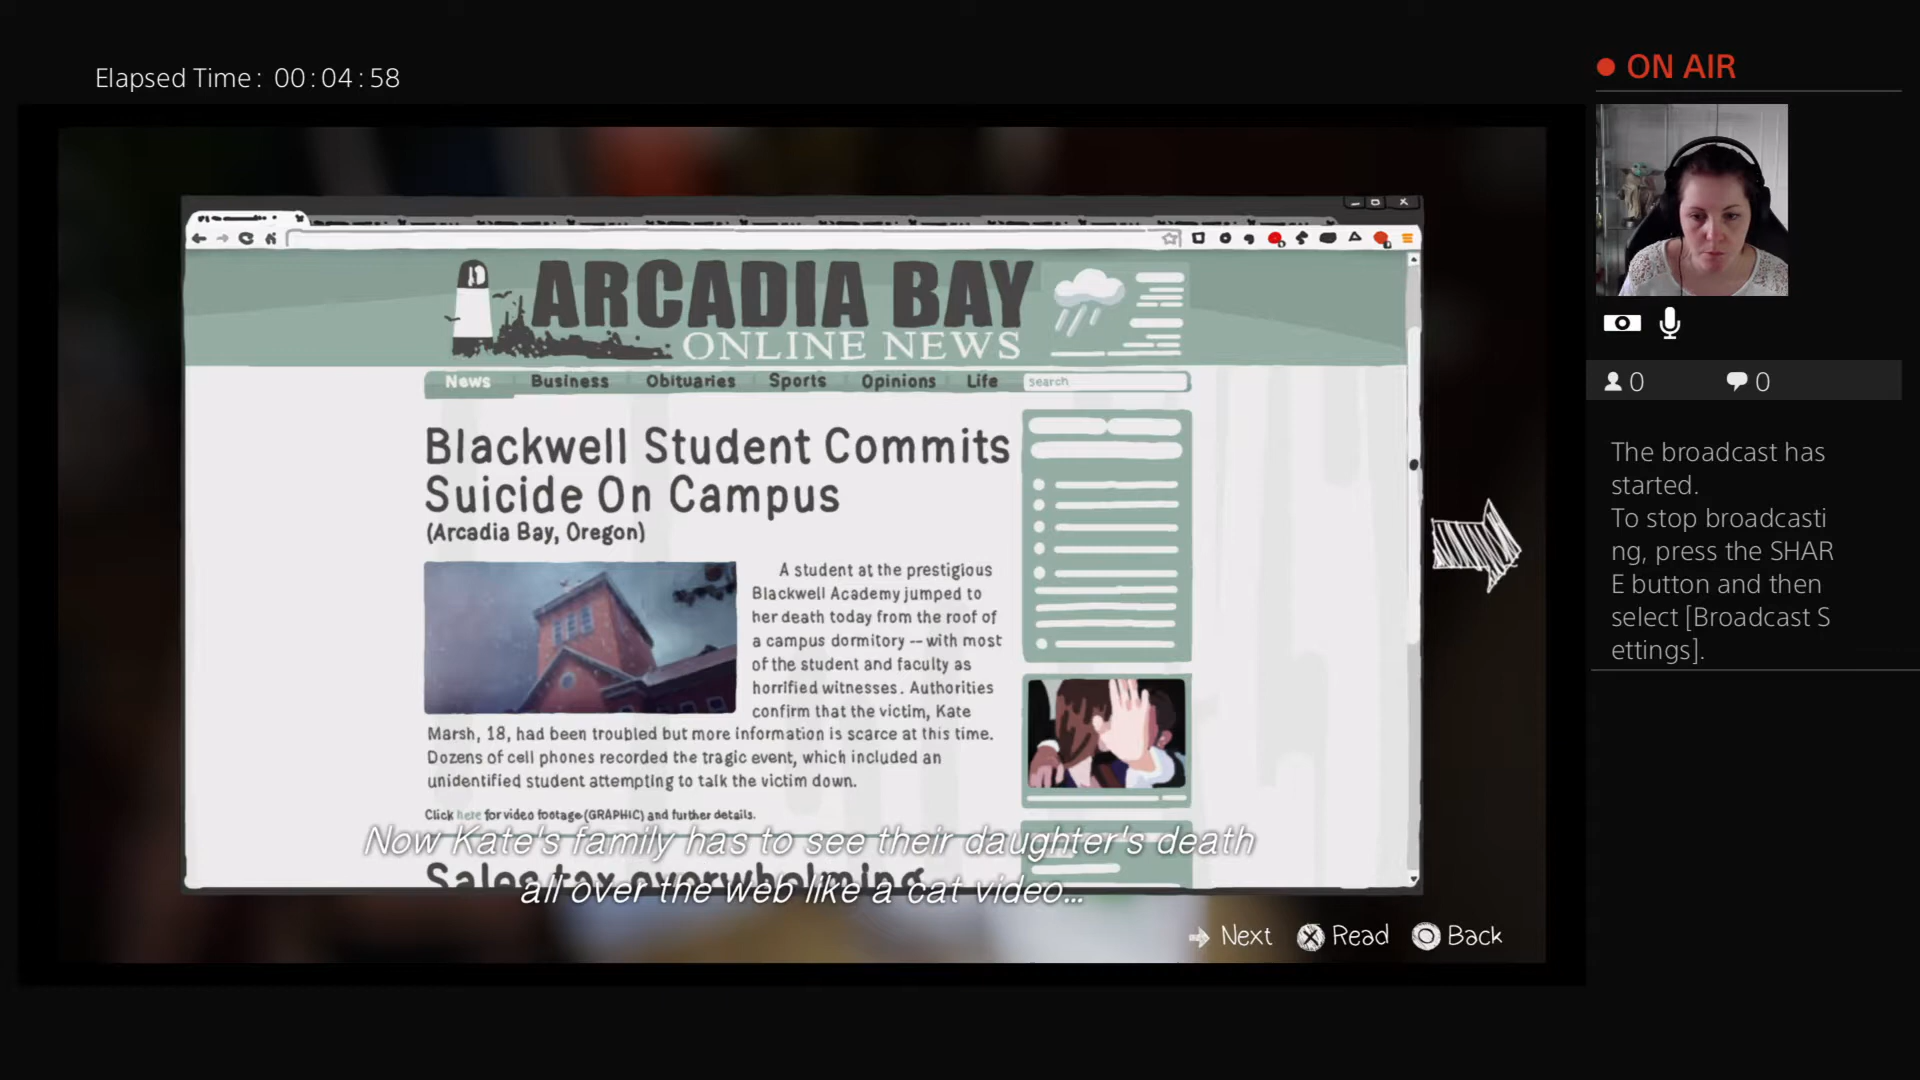 Elapsed Time: 00:04:58
ON AIR
0 0
The broadcast has
started.
To stop broadcasti
ng, press the SHAR
E button and then
select [Broadcast S
ettings].
ARCADIA BAY
ONLINE NEWS
News Business Obituaries Sports Opinions Life search
Blackwell Student Commits
Suicide On Campus
(Arcadia Bay, Oregon)
A student at the prestigious
Blackwell Academy jumped to
her death today from the roof of
a campus dormitory -- with most
of the student and faculty as
horrified witnesses. Authorities
confirm that the victim, Kate
Marsh, 18, had been troubled but more information is scarce at this time.
Dozens of cell phones recorded the tragic event, which included an
unidentified student attempting to talk the victim down.
Click here for video footage (GRAPHIC) and further details.
Now Kate's family has to see their daughter's death
all over the web like a cat video...
Sales tax overwhelming
Next Read Back